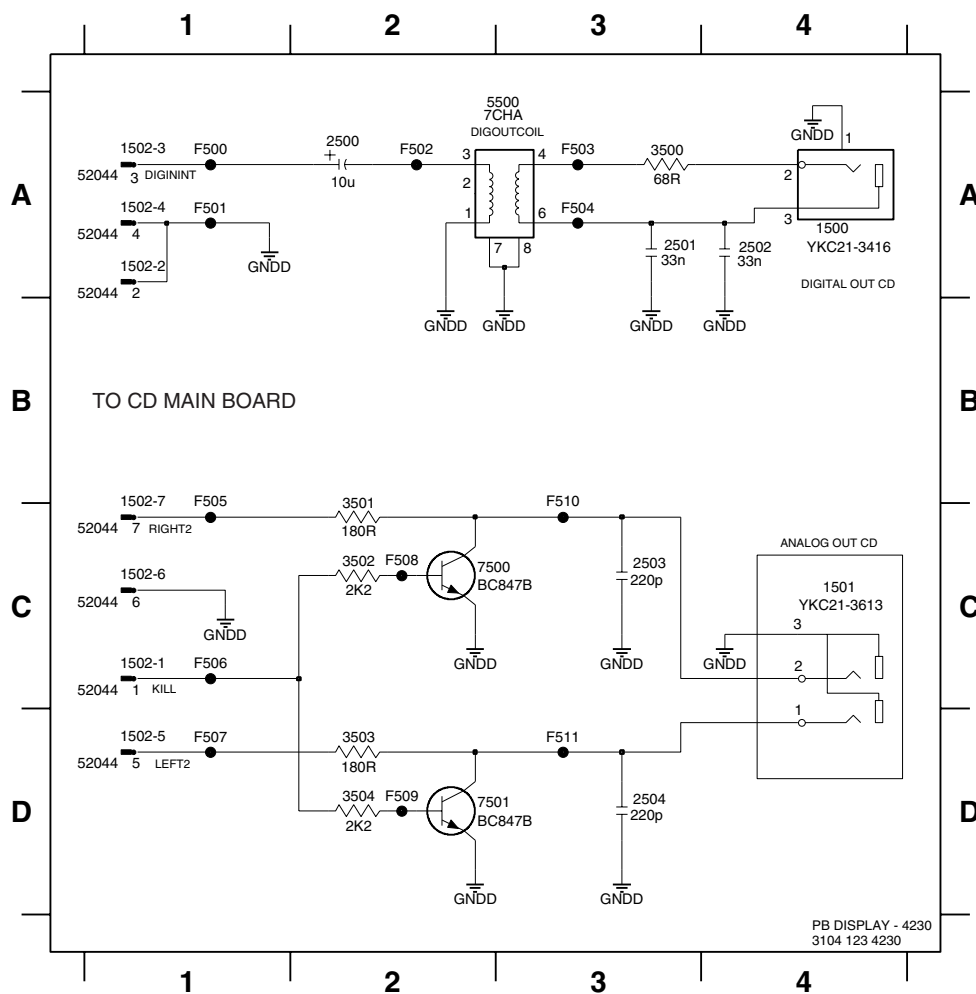 1 2 3 4
A A
B B
C C
D D
1502-3
F500
52044 3 DIGININT
2500
+
10u
F502
5500
7CHA
DIGOUTCOIL
3 4
2
1 6
7 8
F503
3500
68R
GNDD
1
2
3
1500
YKC21-3416
DIGITAL OUT CD
1502-4
F501
52044 4
GNDD
F504
2501
33n
2502
33n
1502-2
52044 2
GNDD GNDD GNDD GNDD
TO CD MAIN BOARD
1502-7
F505
52044 7 RIGHT2
3501
180R
F510
3502
2K2
F508
7500
BC847B
2503
220p
ANALOG OUT CD
1501
YKC21-3613
3
2
1
1502-6
52044 6
GNDD
GNDD GNDD GNDD
1502-1
F506
52044 1 KILL
1502-5
F507
52044 5 LEFT2
3503
180R
F511
3504
2K2
F509
7501
BC847B
2504
220p
GNDD GNDD
PB DISPLAY - 4230
3104 123 4230
1 2 3 4